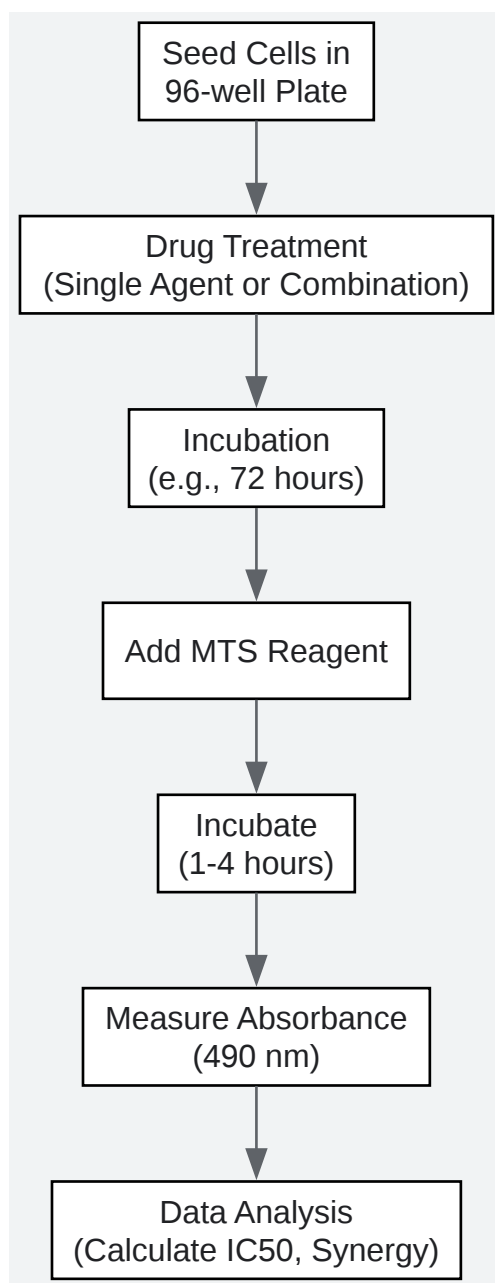 Seed Cells in
96-well Plate
Drug Treatment
(Single Agent or Combination)
Incubation
(e.g., 72 hours)
Add MTS Reagent
Incubate
(1-4 hours)
Measure Absorbance
(490 nm)
Data Analysis
(Calculate IC50, Synergy)